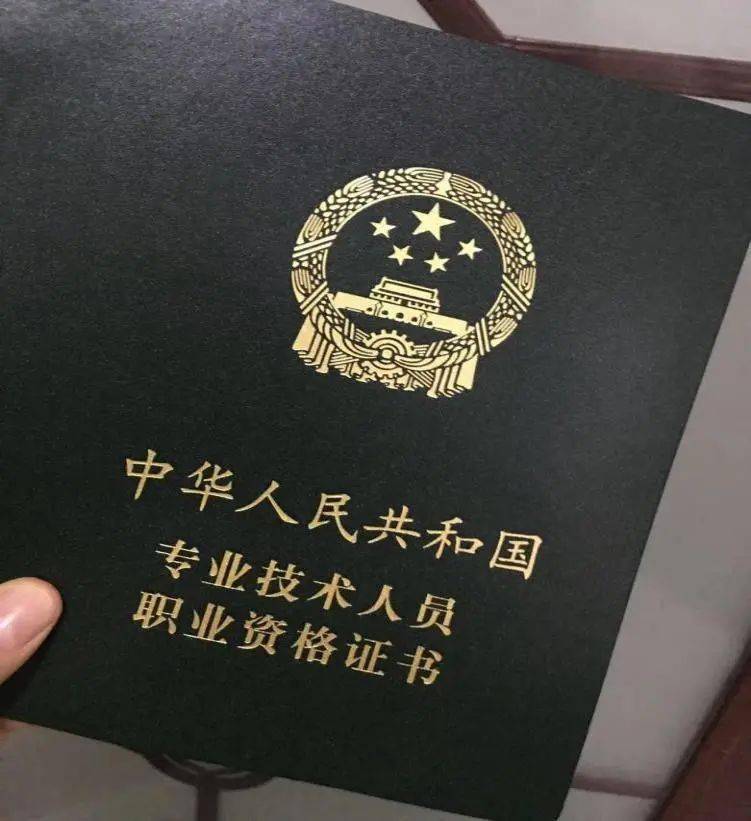 中华人民共和国
专业技术人员
职业资格证书